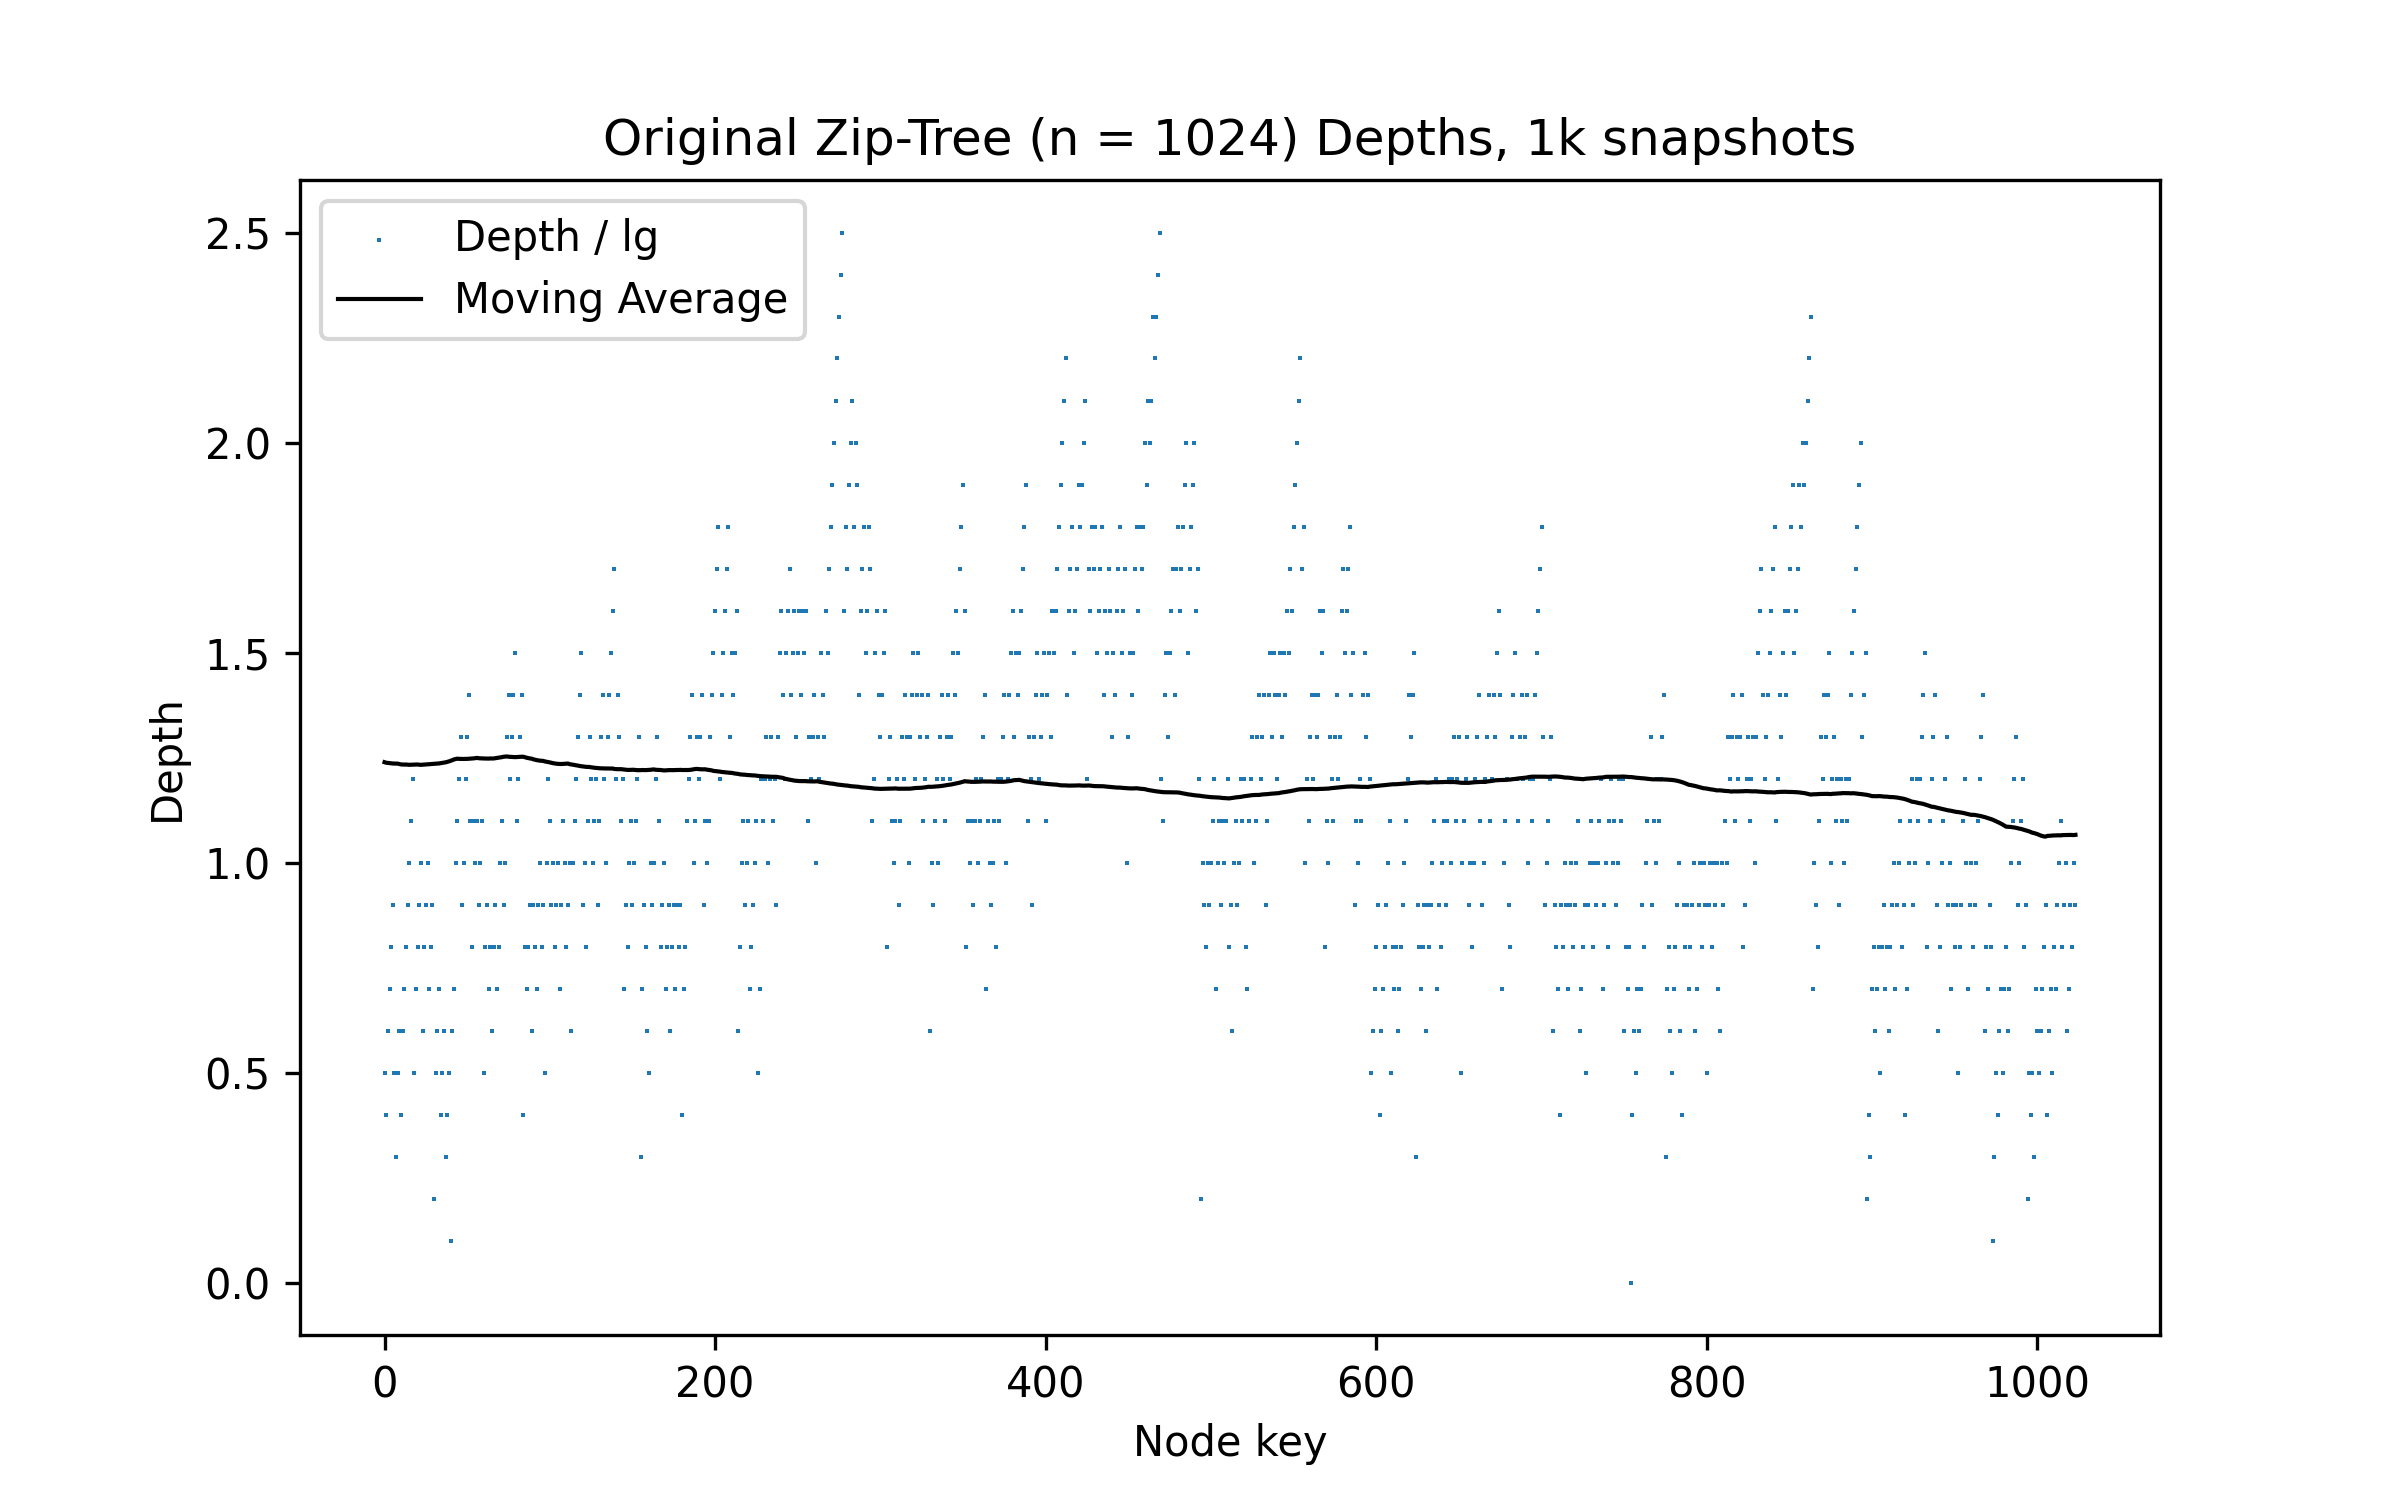 Original Zip-Tree (n = 1024) Depths, 1k snapshots
Depth / lg
Moving Average
2.5
2.0
1.5
1.0
0.5
0.0
Depth
0 200 400 600 800 1000
Node key